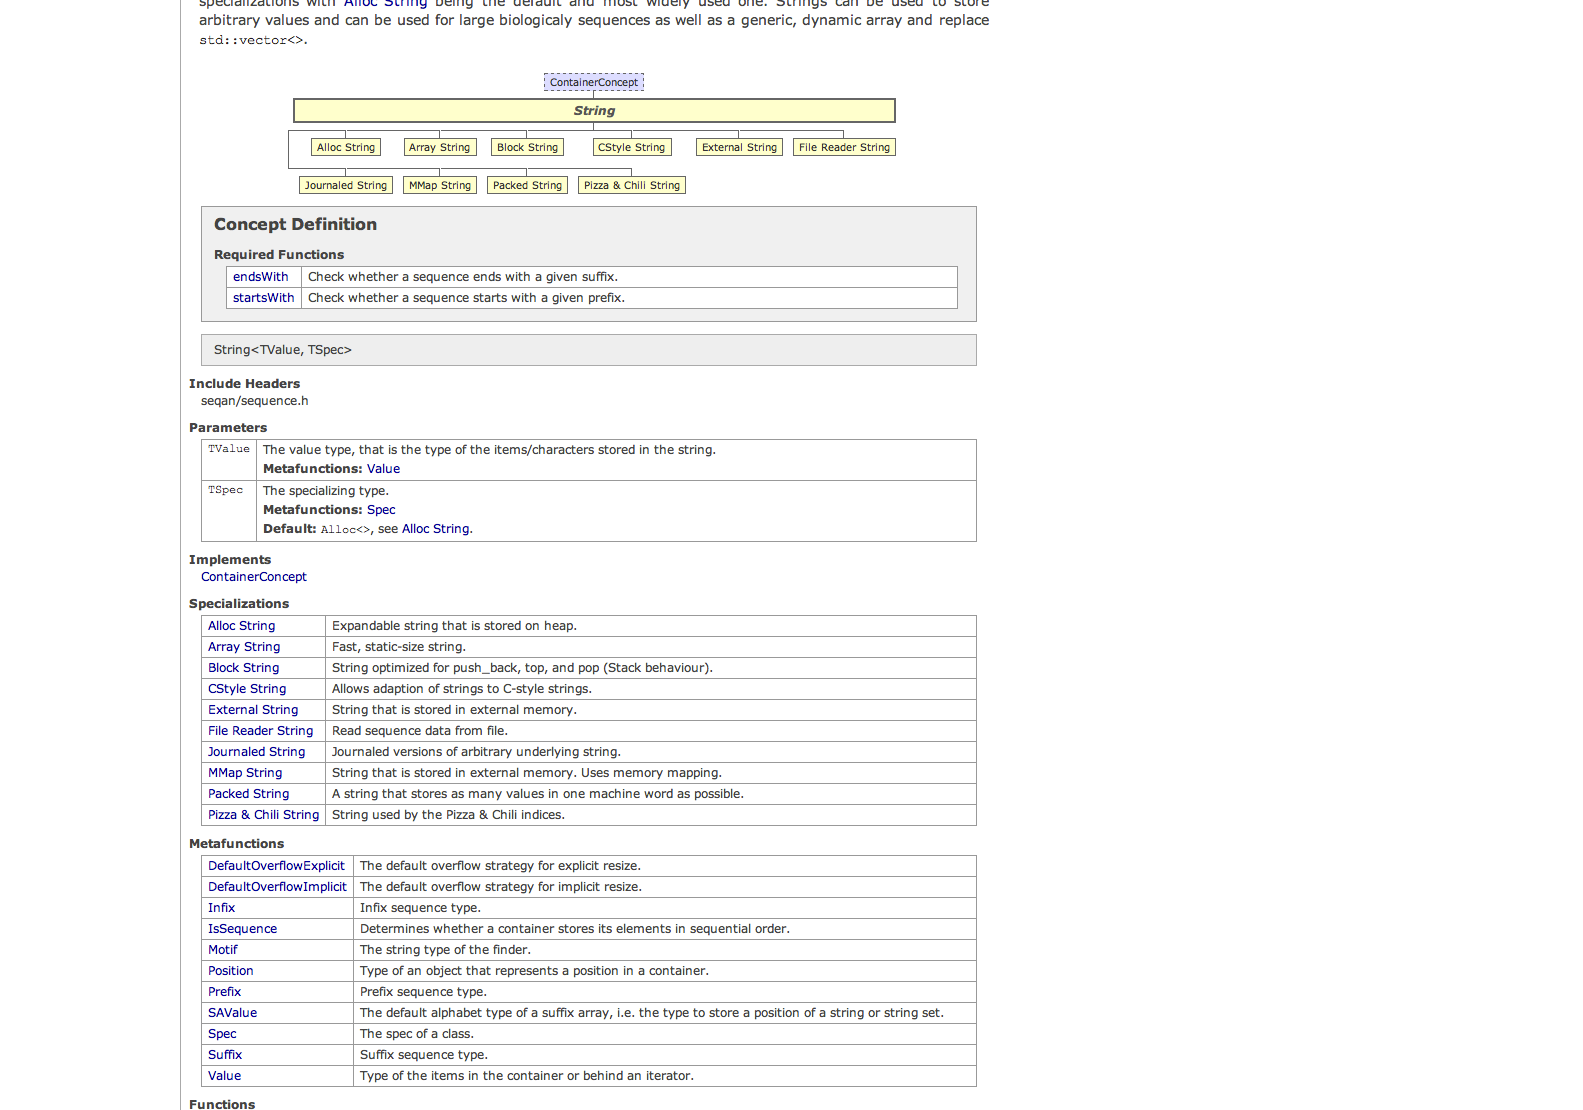 specializations with Alloc String being the default and most widely used one. Strings can be used to store
arbitrary values and can be used for large biologicaly sequences as well as a generic, dynamic array and replace
std::vector<>.
ContainerConcept
String
Alloc String Array String Block String CStyle String External String File Reader String
Journaled String MMap String Packed String Pizza & Chili String
Concept Definition
Required Functions
endsWith Check whether a sequence ends with a given suffix.
startsWith Check whether a sequence starts with a given prefix.
String<TValue, TSpec>
Include Headers
seqan/sequence.h
Parameters
TValue The value type, that is the type of the items/characters stored in the string.
Metafunctions: Value
TSpec The specializing type.
Metafunctions: Spec
Default: Alloc<>, see Alloc String.
Implements
ContainerConcept
Specializations
Alloc String Expandable string that is stored on heap.
Array String Fast, static-size string.
Block String String optimized for push_back, top, and pop (Stack behaviour).
CStyle String Allows adaption of strings to C-style strings.
External String String that is stored in external memory.
File Reader String Read sequence data from file.
Journaled String Journaled versions of arbitrary underlying string.
MMap String String that is stored in external memory. Uses memory mapping.
Packed String A string that stores as many values in one machine word as possible.
Pizza & Chili String String used by the Pizza & Chili indices.
Metafunctions
DefaultOverflowExplicit The default overflow strategy for explicit resize.
DefaultOverflowImplicit The default overflow strategy for implicit resize.
Infix Infix sequence type.
IsSequence Determines whether a container stores its elements in sequential order.
Motif The string type of the finder.
Position Type of an object that represents a position in a container.
Prefix Prefix sequence type.
SAValue The default alphabet type of a suffix array, i.e. the type to store a position of a string or string set.
Spec The spec of a class.
Suffix Suffix sequence type.
Value Type of the items in the container or behind an iterator.
Functions